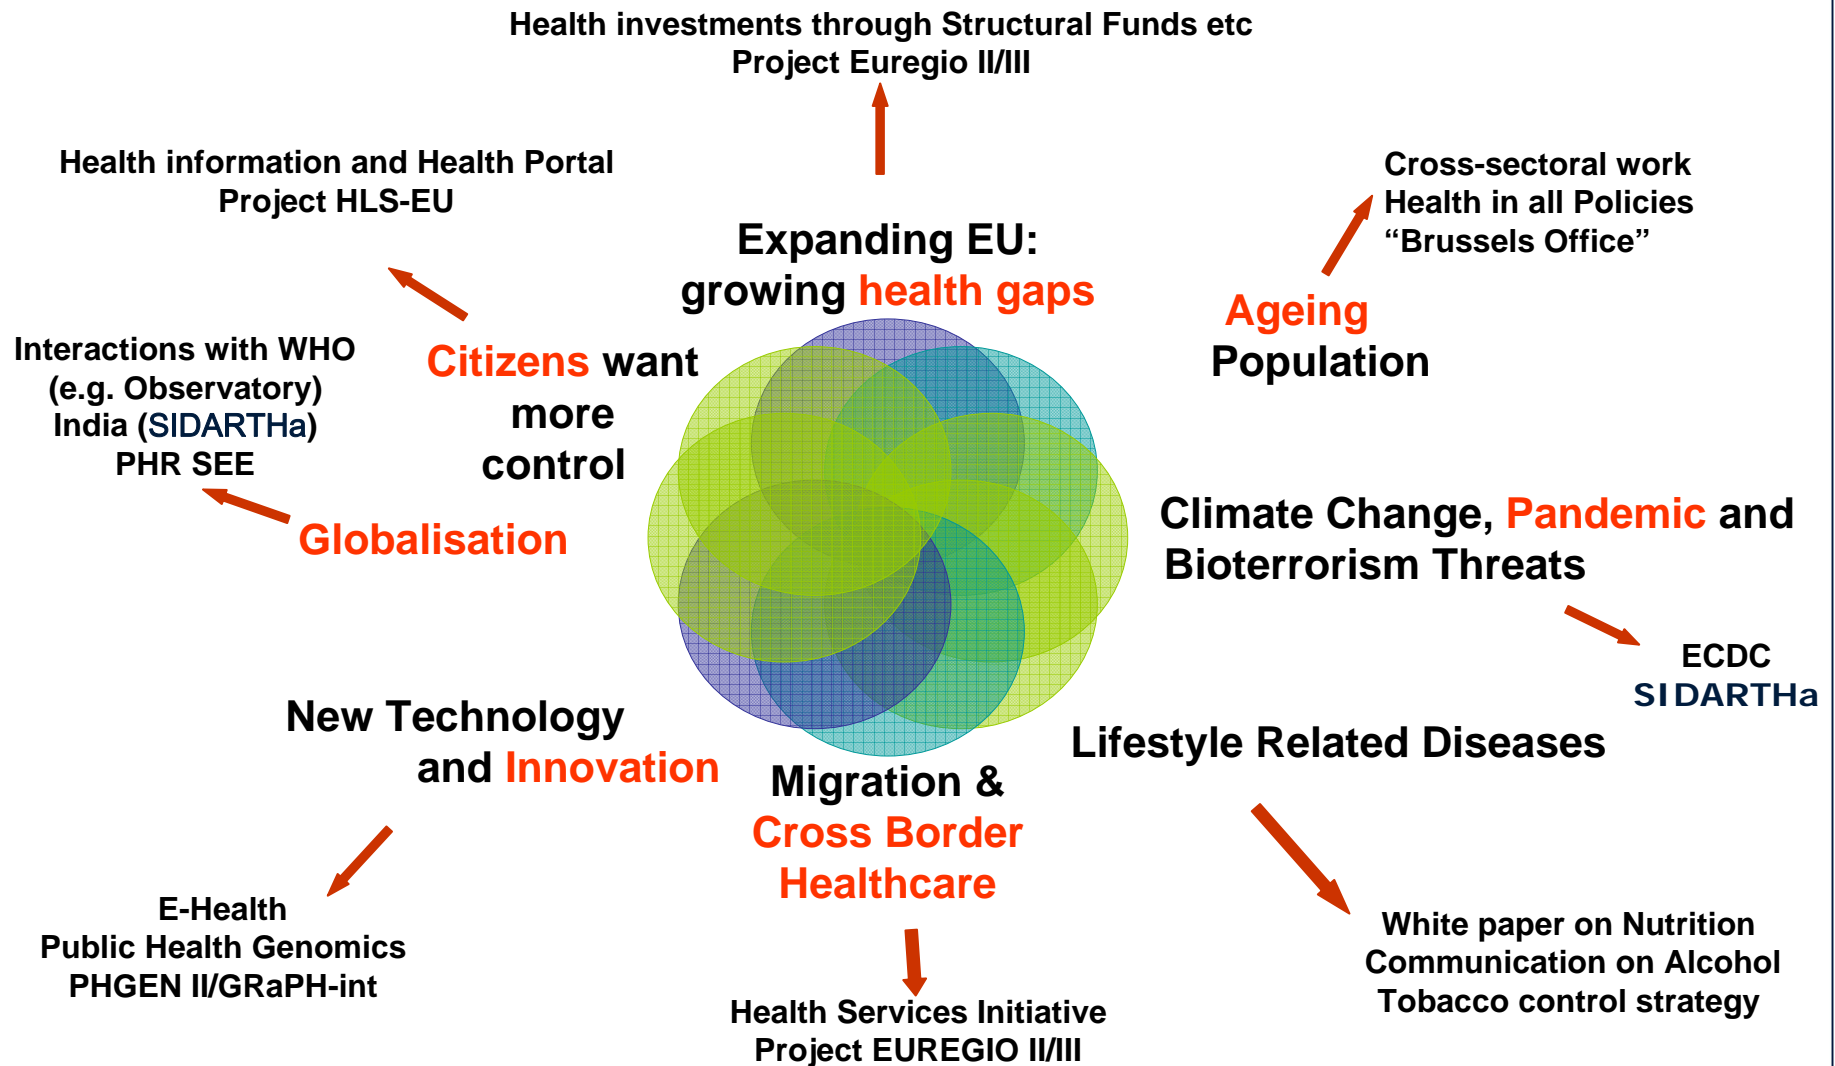 Health investments through Structural Funds etc
Project Euregio II/III
Health information and Health Portal
Project HLS-EU
Cross-sectoral work
Health in all Policies
“Brussels Office”
Expanding EU:
growing health gaps
Ageing
Population
Interactions with WHO
(e.g. Observatory)
India (SIDARTHa)
PHR SEE
Citizens want
more
control
Globalisation
Climate Change, Pandemic and
Bioterrorism Threats
ECDC
SIDARTHa
New Technology
and Innovation
Lifestyle Related Diseases
Migration &
Cross Border
Healthcare
E-Health
Public Health Genomics
PHGEN II/GRaPH-int
White paper on Nutrition
Communication on Alcohol
Tobacco control strategy
Health Services Initiative
Project EUREGIO II/III